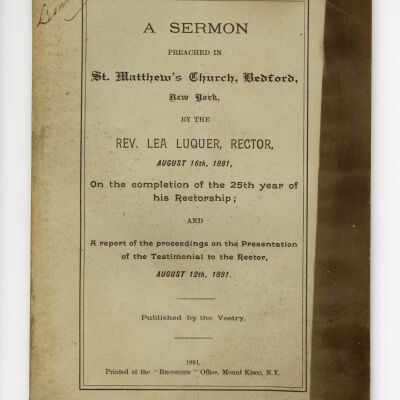 A SERMON
PREACHED IN
St. Matthew's Church, Bedford,
New York,
BY THE
REV. LEA LUQUER, RECTOR,
AUGUST 16th, 1891,
On the completion of the 25th year of
his Rectorship;
AND
A report of the proceedings on the Presentation
of the Testimonial to the Rector,
AUGUST 12th, 1891.
Published by the Vestry.
1891.
Printed at the "RECORDER" Office, Mount Kisco, N. Y.